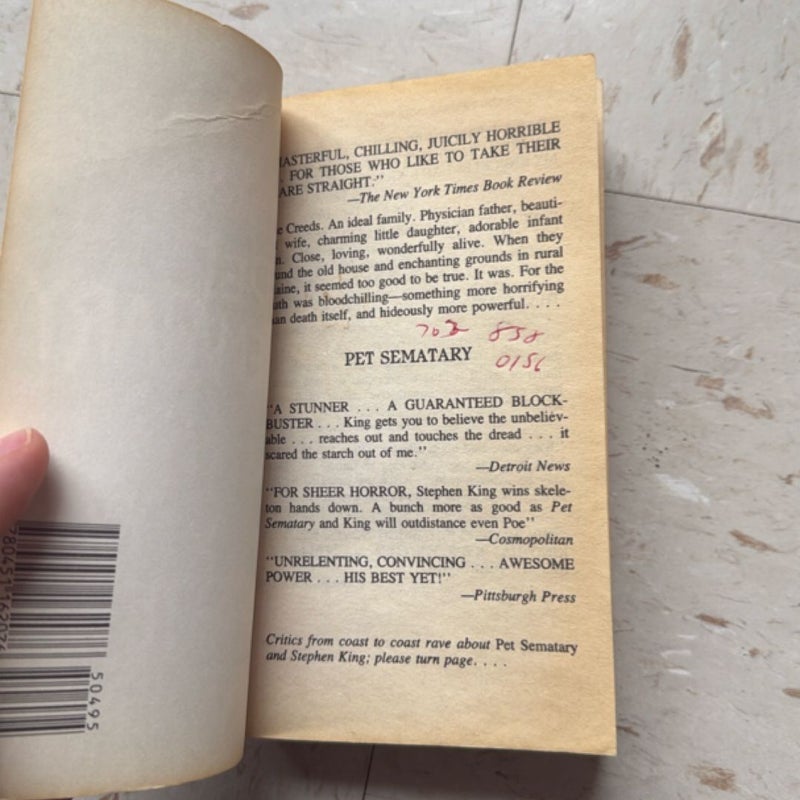 MASTERFUL, CHILLING, JUICILY HORRIBLE
. FOR THOSE WHO LIKE TO TAKE THEIR
ARE STRAIGHT."
—The New York Times Book Review
e Creeds. An ideal family. Physician father, beauti-
wife, charming little daughter, adorable infant
n. Close, loving, wonderfully alive. When they
und the old house and enchanting grounds in rural
aine, it seemed too good to be true. It was. For the
uth was bloodchilling—something more horrifying
an death itself, and hideously more powerful. . . .
858
PET SEMATARY
"A STUNNER . . . A GUARANTEED BLOCK-
BUSTER . . . King gets you to believe the unbeliev-
able . . . reaches out and touches the dread . . . it
scared the starch out of me."
—Detroit News
"FOR SHEER HORROR, Stephen King wins skele-
ton hands down. A bunch more as good as Pet
Sematary and King will outdistance even Poe"
—Cosmopolitan
"UNRELENTING, CONVINCING . . . AWESOME
POWER . . . HIS BEST YET!"
—Pittsburgh Press
Critics from coast to coast rave about Pet Sematary
and Stephen King; please turn page. . . .
50495